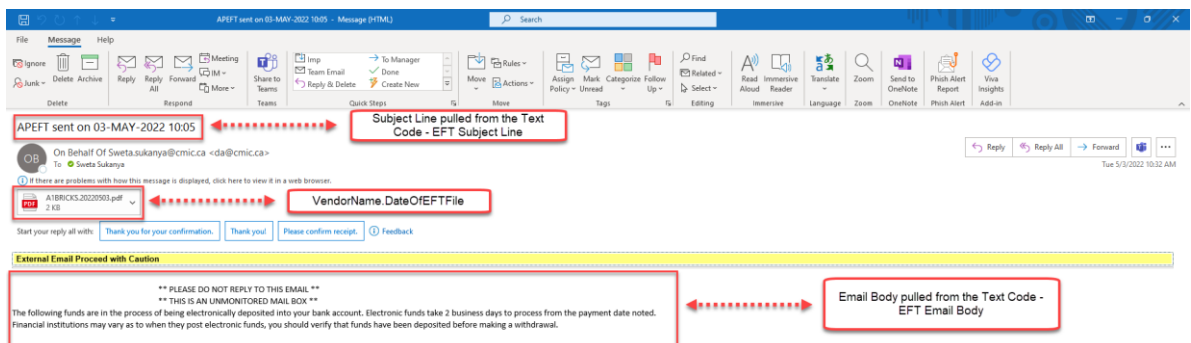 APEFT sent on 03-MAY-2022 10:05 - Message (HTML)
Search
File Message Help
Ignore
Junk
Delete Archive
Reply Reply All Forward
Meeting
IM
More
Share to Teams
Imp
Team Email
Reply & Delete
To Manager
Done
Create New
Move
Rules
Actions
Assign Policy
Mark Unread
Categorize
Follow Up
Find
Related
Select
Read Aloud
Immersive Reader
Translate
Zoom
Send to OneNote
Phish Alert Report
Viva Insights
Delete Respond Teams Quick Steps Move Tags Editing Immersive Language Zoom OneNote Phish Alert Add-in
APEFT sent on 03-MAY-2022 10:05
Subject Line pulled from the Text
Code - EFT Subject Line
OB
On Behalf Of Sweta.sukanya@cmic.ca <da@cmic.ca>
To Sweta Sukanya
Reply Reply All Forward
Tue 5/3/2022 10:32 AM
If there are problems with how this message is displayed, click here to view it in a web browser.
PDF
A1BRICKS.20220503.pdf
2 KB
VendorName.DateOfEFTFile
Start your reply all with: Thank you for your confirmation. Thank you! Please confirm receipt. Feedback
External Email Proceed with Caution
** PLEASE DO NOT REPLY TO THIS EMAIL **
** THIS IS AN UNMONITORED MAIL BOX **
The following funds are in the process of being electronically deposited into your bank account. Electronic funds take 2 business days to process from the payment date noted.
Financial institutions may vary as to when they post electronic funds, you should verify that funds have been deposited before making a withdrawal.
Email Body pulled from the Text Code -
EFT Email Body